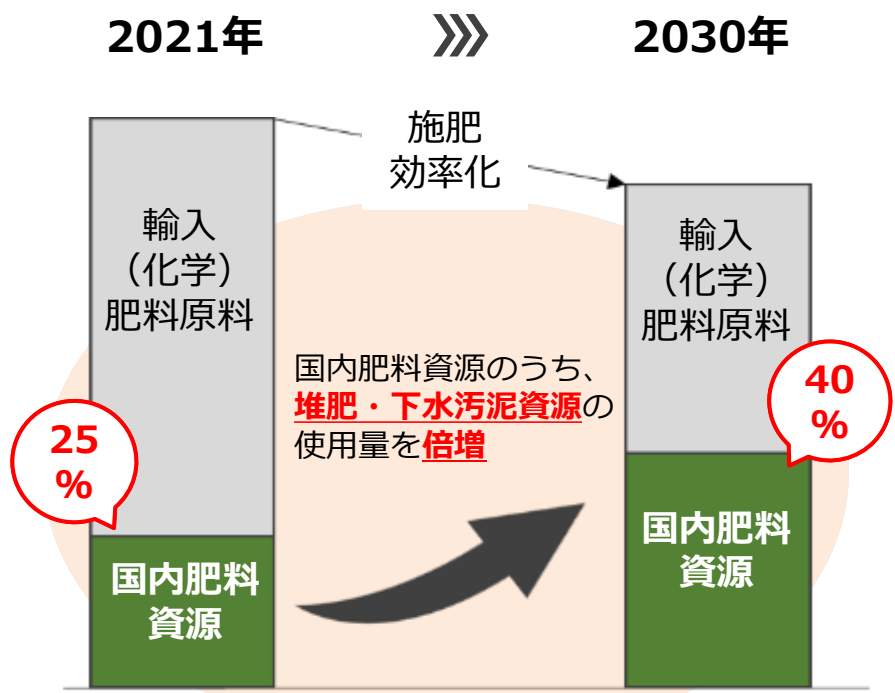 2021年
2030年
施肥
効率化
輸入
（化学）
肥料原料
輸入
（化学）
肥料原料
国内肥料資源のうち、
堆肥・下水汚泥資源の
使用量を倍増
25
%
40
%
国内肥料
資源
国内肥料
資源